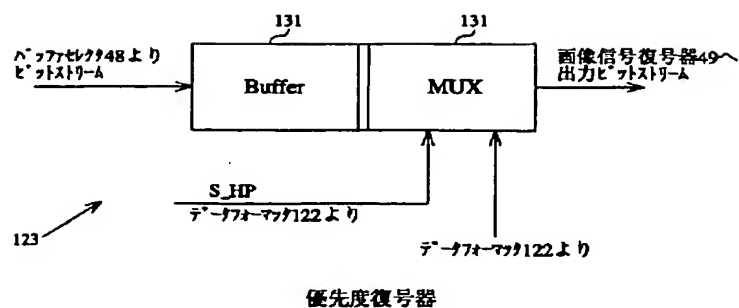 131
131
バッファセレクタ48より
ビットストリーム
Buffer
MUX
画像信号復号器49へ
出力ビットストリーム
S_HP
データフォーマッタ122より
123
データフォーマッタ122より
優先度復号器